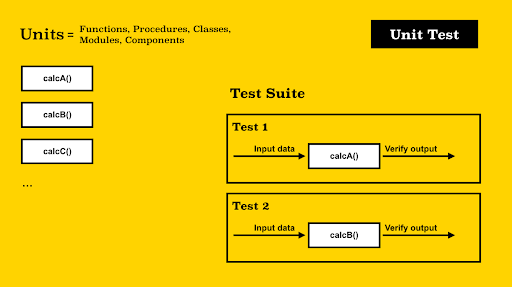 Units = Functions, Procedures, Classes,
Modules, Components
Unit Test
calcA()
calcB()
calcC()
...
Test Suite
Test 1
Input data
calcA()
Verify output
Test 2
Input data
calcB()
Verify output